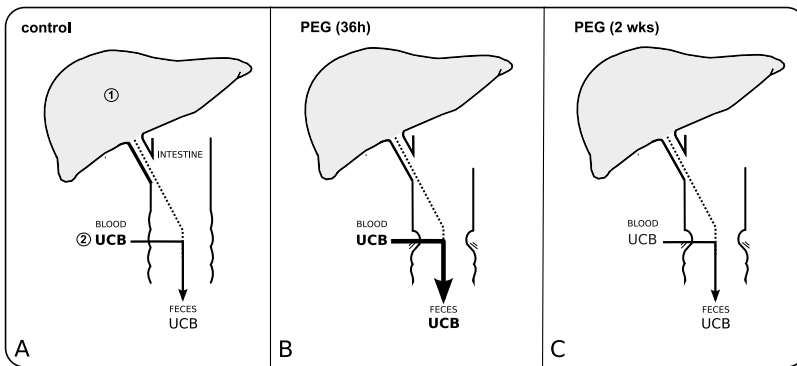 control
①
INTESTINE
BLOOD
② UCB
FECES
UCB
A
PEG (36h)
BLOOD
UCB
FECES
UCB
B
PEG (2 wks)
BLOOD
UCB
FECES
UCB
C